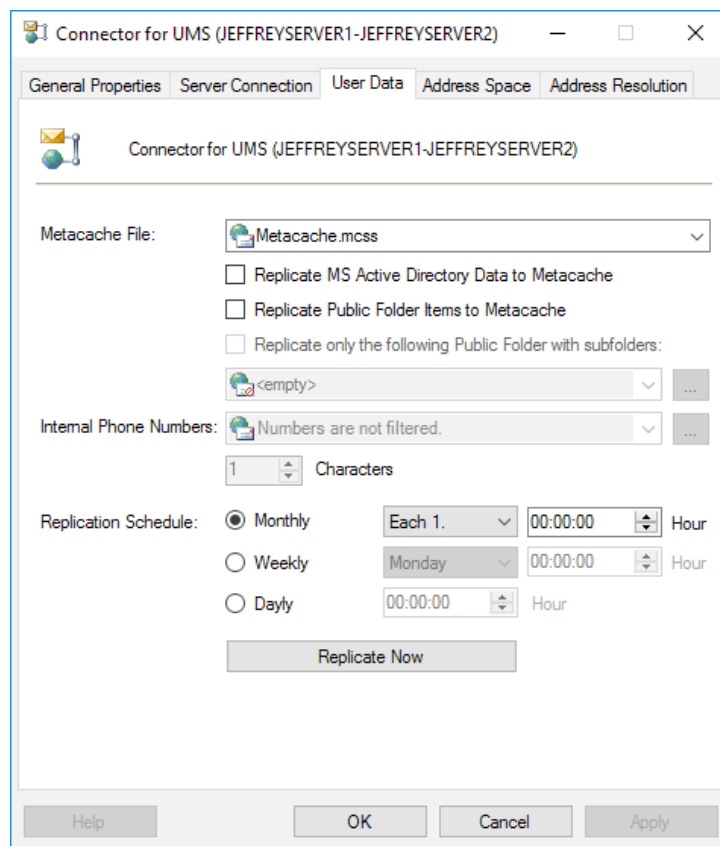 Connector for UMS (JEFFREYSERVER1-JEFFREYSERVER2)
General Properties Server Connection User Data Address Space Address Resolution
Connector for UMS (JEFFREYSERVER1-JEFFREYSERVER2)
Metacache File: Metacache.mcss
Replicate MS Active Directory Data to Metacache
Replicate Public Folder Items to Metacache
Replicate only the following Public Folder with subfolders:
<empty> ...
Internal Phone Numbers: Numbers are not filtered. ...
1 Characters
Replication Schedule: Monthly Each 1. 00:00:00 Hour
Weekly Monday 00:00:00 Hour
Dayly 00:00:00 Hour
Replicate Now
Help OK Cancel Apply